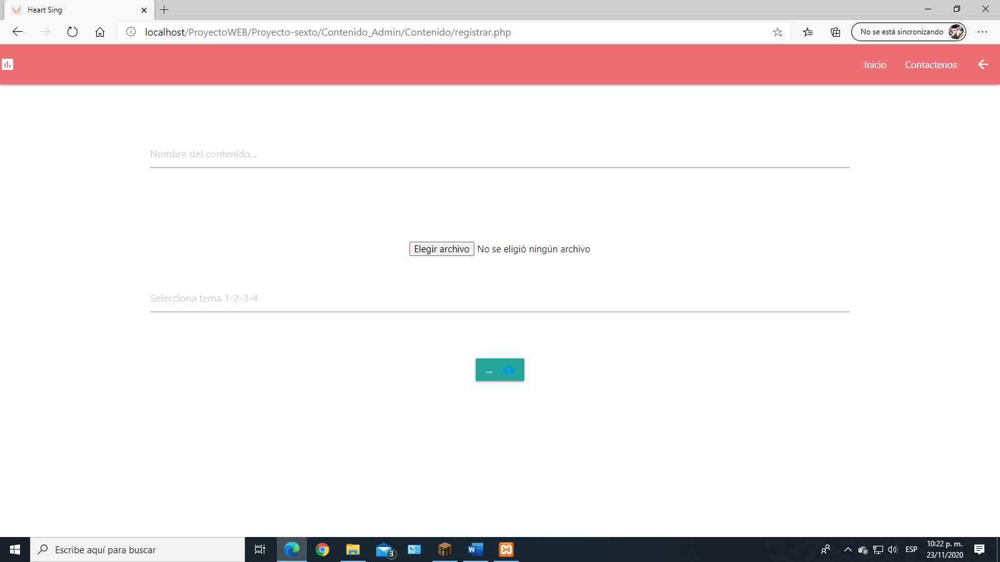 Heart Sing
localhost/ProyectoWEB/Proyecto-sexto/Contenido_Admin/Contenido/registrar.php
No se está sincronizando
Inicio
Contactenos
Nombre del contenido...
Elegir archivo No se eligió ningún archivo
Selecciona tema 1-2-3-4
...
Escribe aquí para buscar
3
W
ESP
10:22 p. m.
23/11/2020